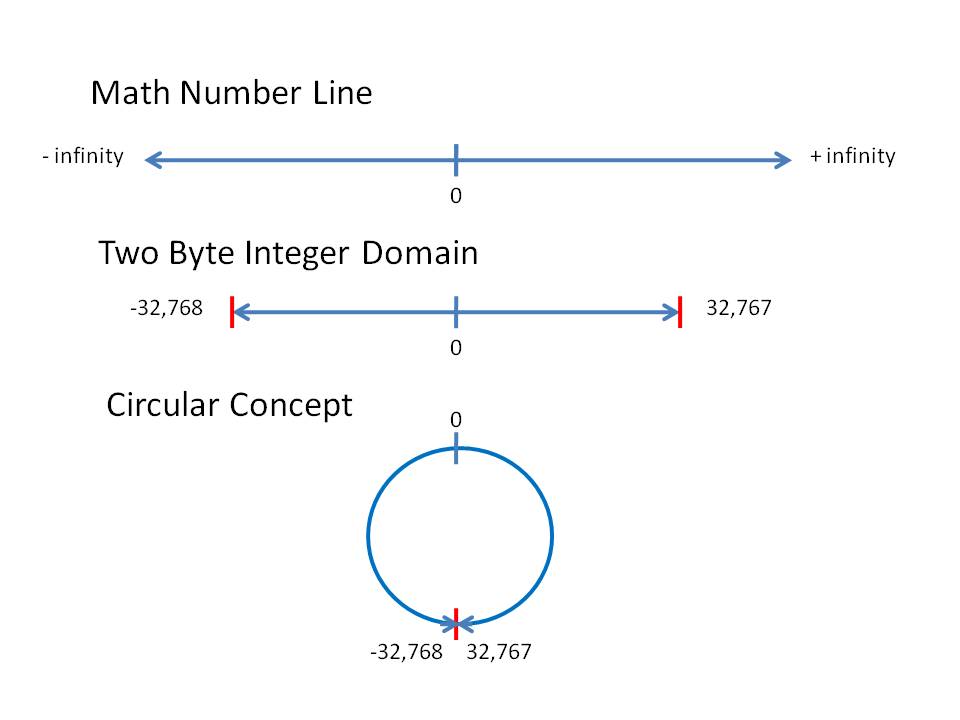 Math Number Line
- infinity + infinity
0
Two Byte Integer Domain
-32,768 32,767
0
Circular Concept
0
-32,768 32,767